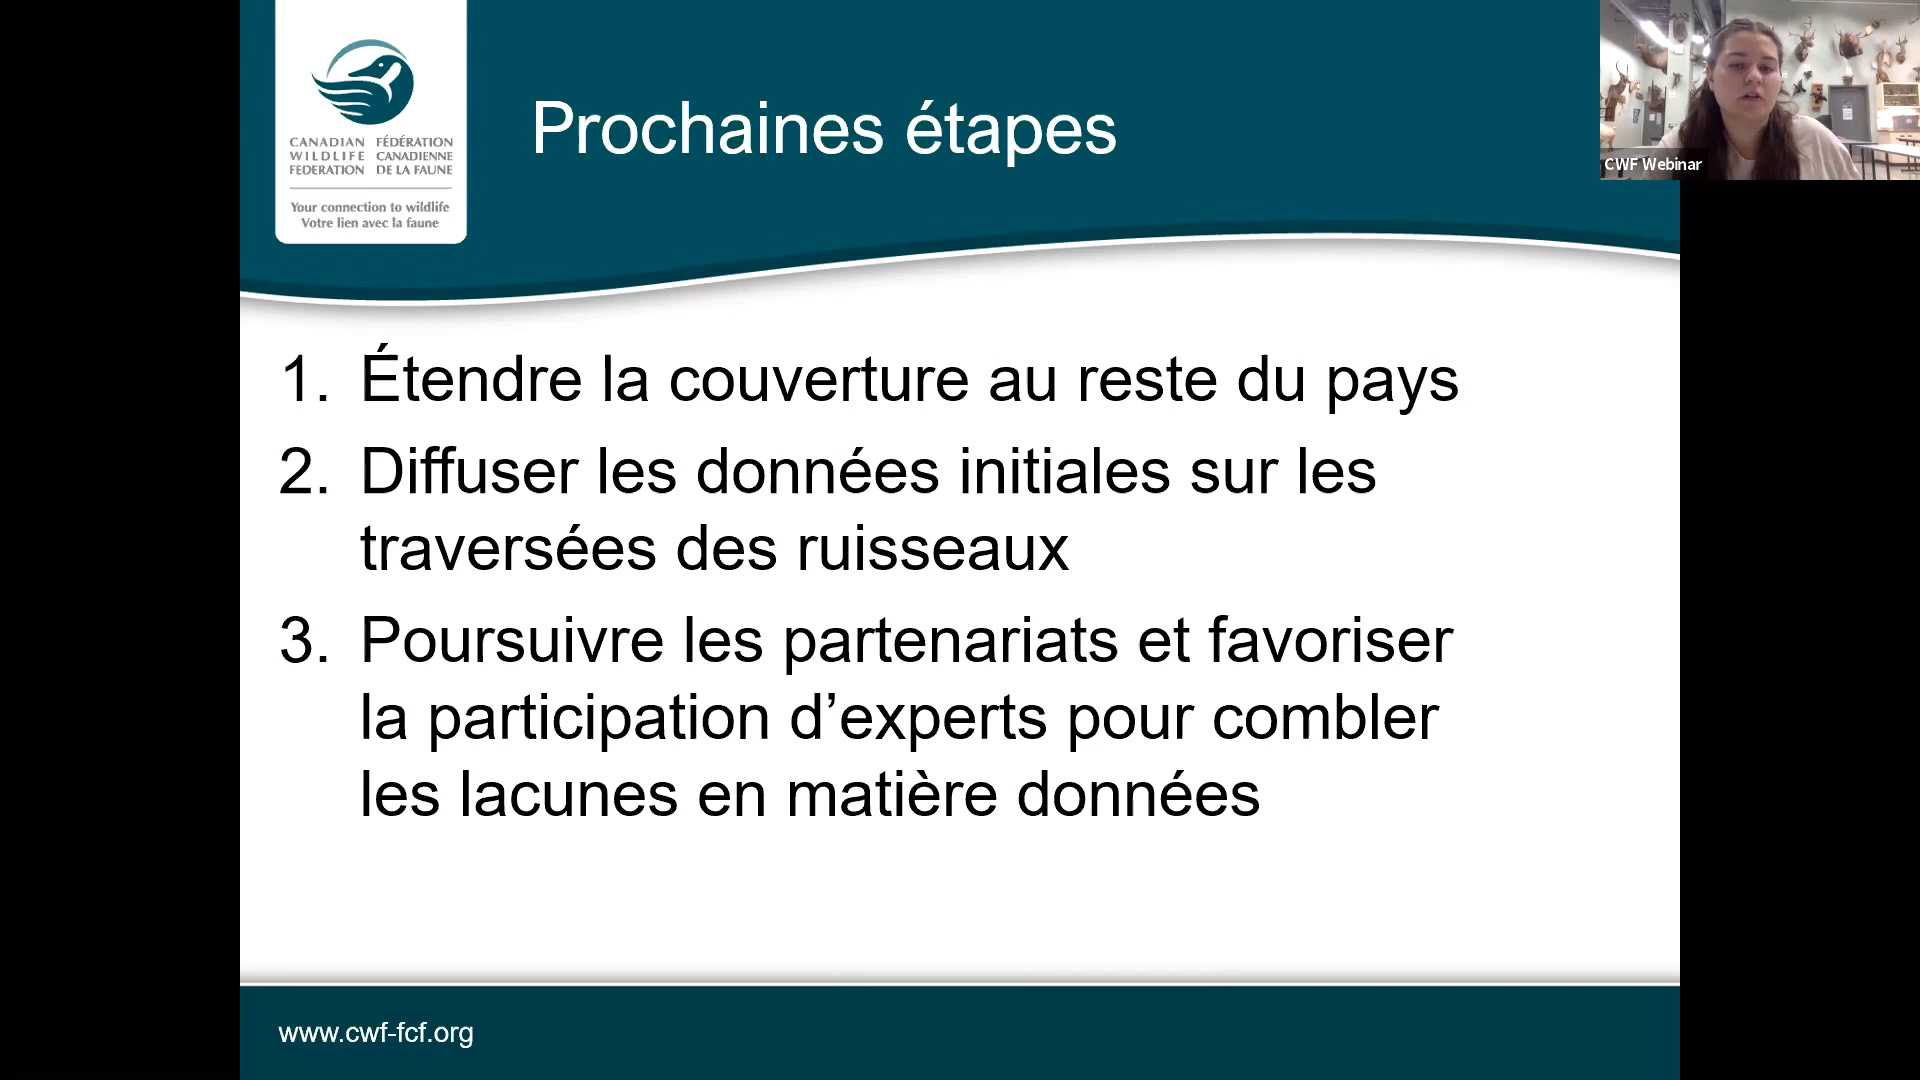 CANADIAN WILDLIFE FEDERATION
FÉDÉRATION CANADIENNE DE LA FAUNE
Your connection to wildlife
Votre lien avec la faune
Prochaines étapes
CWF Webinar
1. Étendre la couverture au reste du pays
2. Diffuser les données initiales sur les
traversées des ruisseaux
3. Poursuivre les partenariats et favoriser
la participation d’experts pour combler
les lacunes en matière données
www.cwf-fcf.org